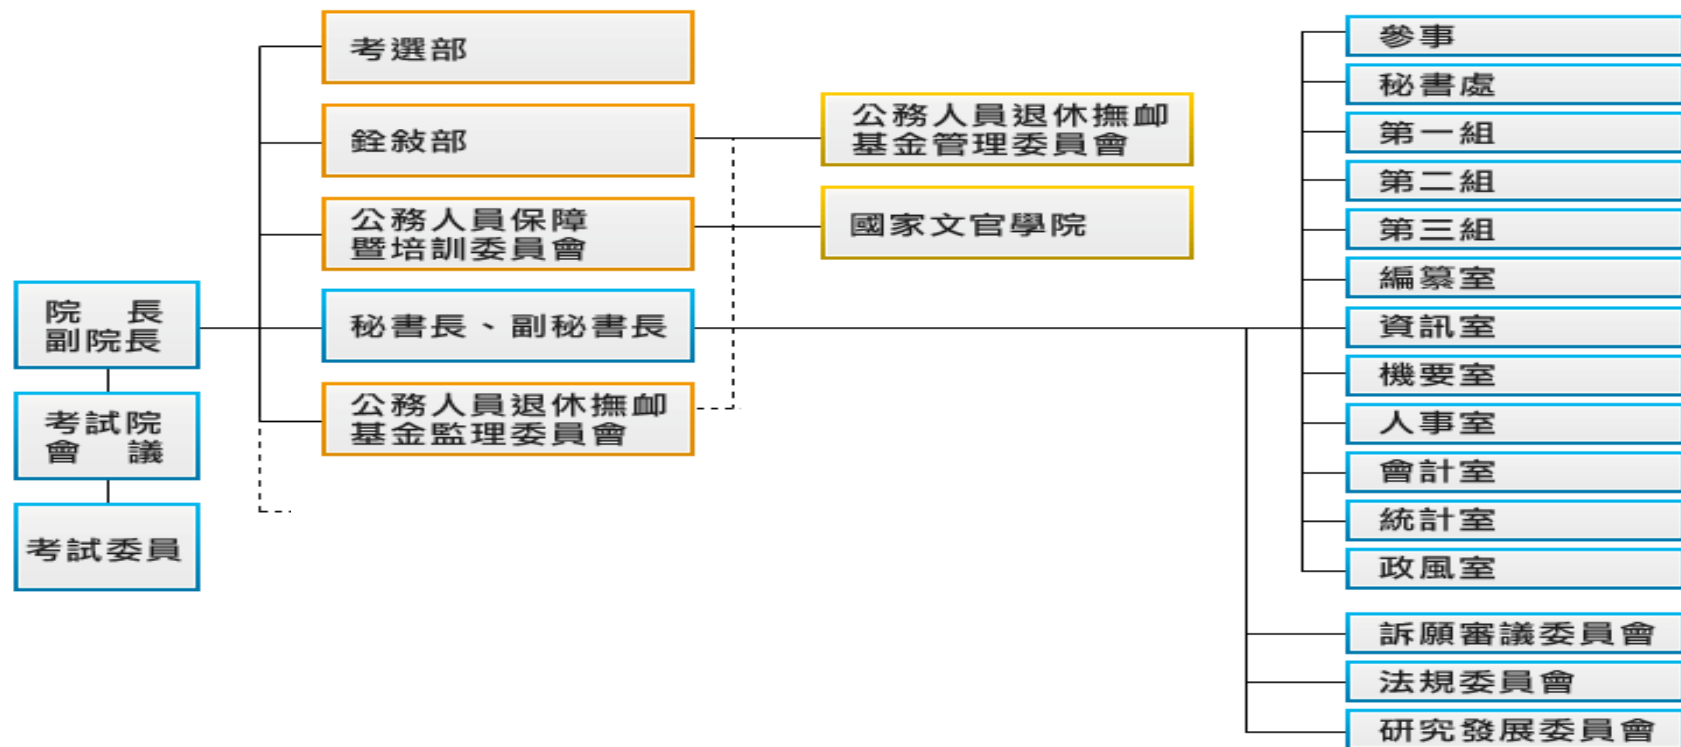 院長
副院長
考試院
會議
考試委員
考選部
銓敍部
公務人員保障
暨培訓委員會
秘書長、副秘書長
公務人員退休撫卹
基金監理委員會
公務人員退休撫卹
基金管理委員會
國家文官學院
參事
秘書處
第一組
第二組
第三組
編纂室
資訊室
機要室
人事室
會計室
統計室
政風室
訴願審議委員會
法規委員會
研究發展委員會